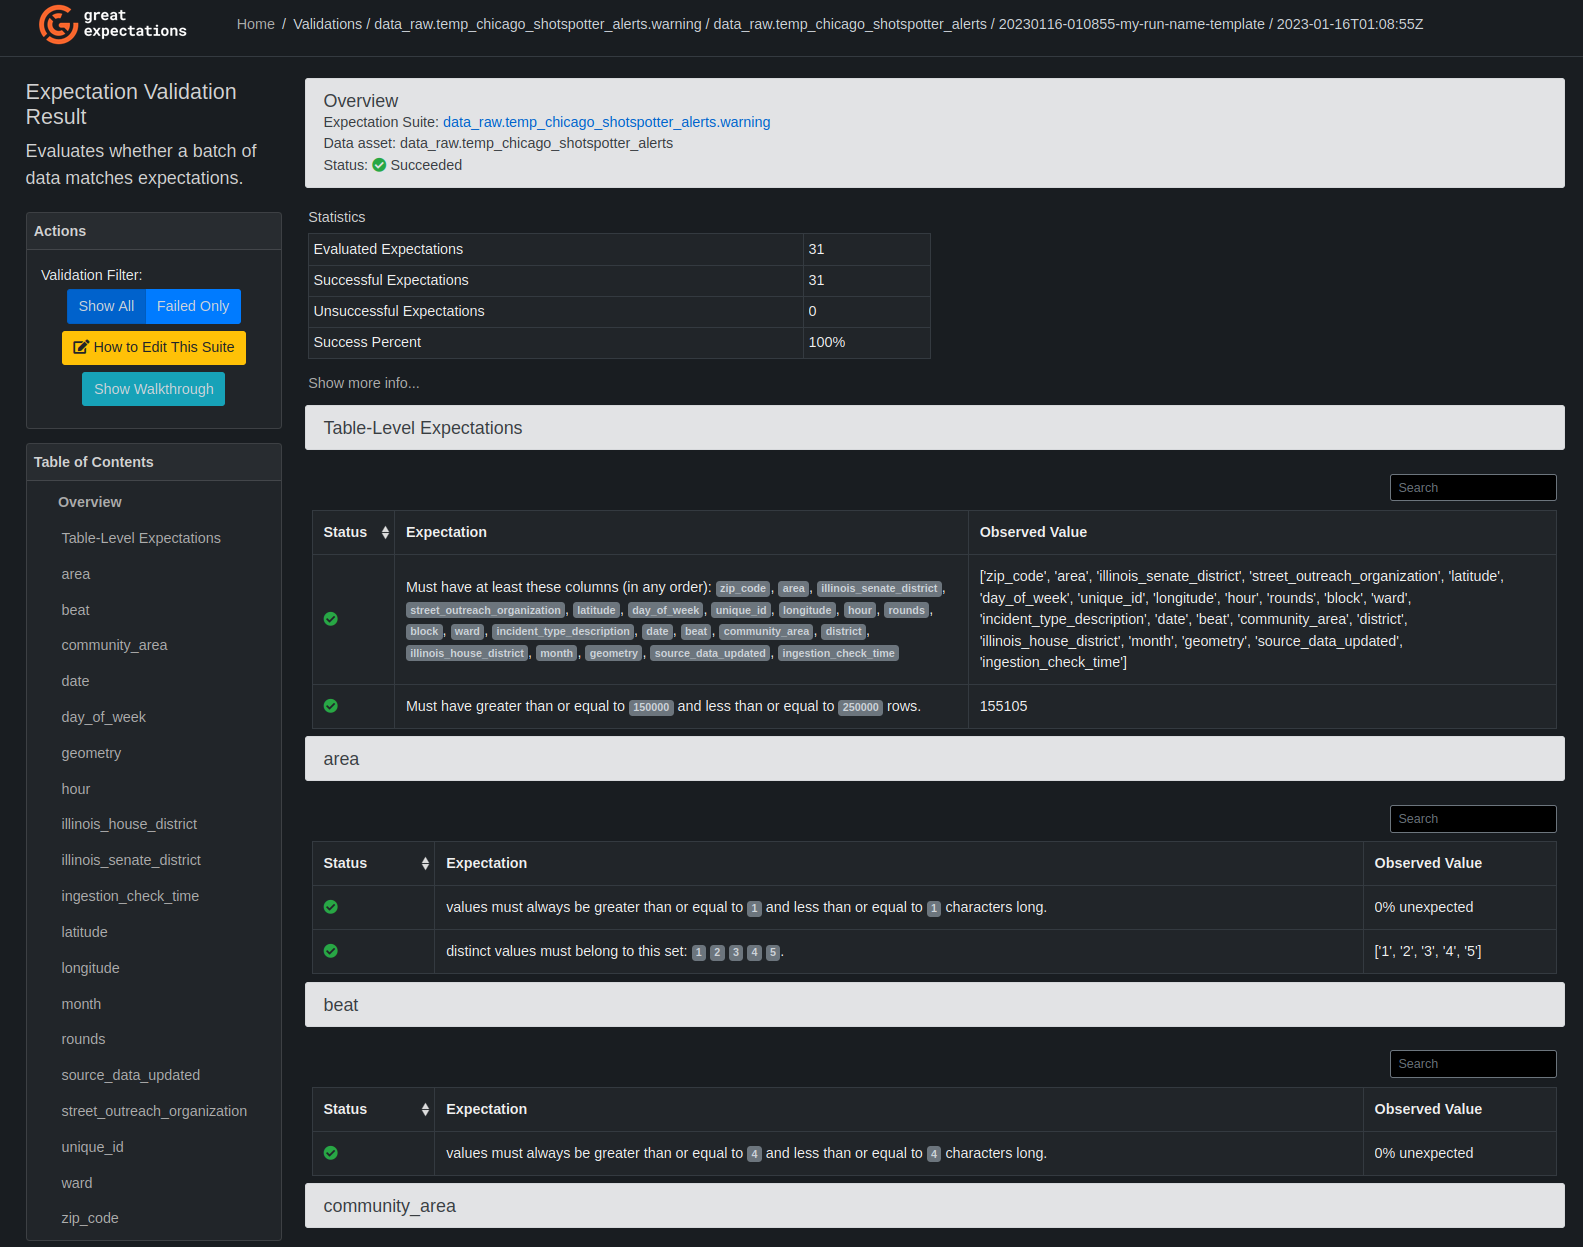 great
expectations
Home / Validations / data_raw.temp_chicago_shotspotter_alerts.warning / data_raw.temp_chicago_shotspotter_alerts / 20230116-010855-my-run-name-template / 2023-01-16T01:08:55Z
Expectation Validation
Result
Evaluates whether a batch of
data matches expectations.
Actions
Validation Filter:
Show All Failed Only
How to Edit This Suite
Show Walkthrough
Table of Contents
Overview
Table-Level Expectations
area
beat
community_area
date
day_of_week
geometry
hour
illinois_house_district
illinois_senate_district
ingestion_check_time
latitude
longitude
month
rounds
source_data_updated
street_outreach_organization
unique_id
ward
zip_code
Overview
Expectation Suite: data_raw.temp_chicago_shotspotter_alerts.warning
Data asset: data_raw.temp_chicago_shotspotter_alerts
Status: Succeeded
Statistics
Evaluated Expectations 31
Successful Expectations 31
Unsuccessful Expectations 0
Success Percent 100%
Show more info...
Table-Level Expectations
Search
Status Expectation Observed Value
Must have at least these columns (in any order): zip_code, area, illinois_senate_district,
street_outreach_organization, latitude, day_of_week, unique_id, longitude, hour, rounds,
block, ward, incident_type_description, date, beat, community_area, district,
illinois_house_district, month, geometry, source_data_updated, ingestion_check_time
['zip_code', 'area', 'illinois_senate_district', 'street_outreach_organization', 'latitude',
'day_of_week', 'unique_id', 'longitude', 'hour', 'rounds', 'block', 'ward',
'incident_type_description', 'date', 'beat', 'community_area', 'district',
'illinois_house_district', 'month', 'geometry', 'source_data_updated',
'ingestion_check_time']
Must have greater than or equal to 150000 and less than or equal to 250000 rows. 155105
area
Search
Status Expectation Observed Value
values must always be greater than or equal to 1 and less than or equal to 1 characters long. 0% unexpected
distinct values must belong to this set: 1 2 3 4 5. ['1', '2', '3', '4', '5']
beat
Search
Status Expectation Observed Value
values must always be greater than or equal to 4 and less than or equal to 4 characters long. 0% unexpected
community_area